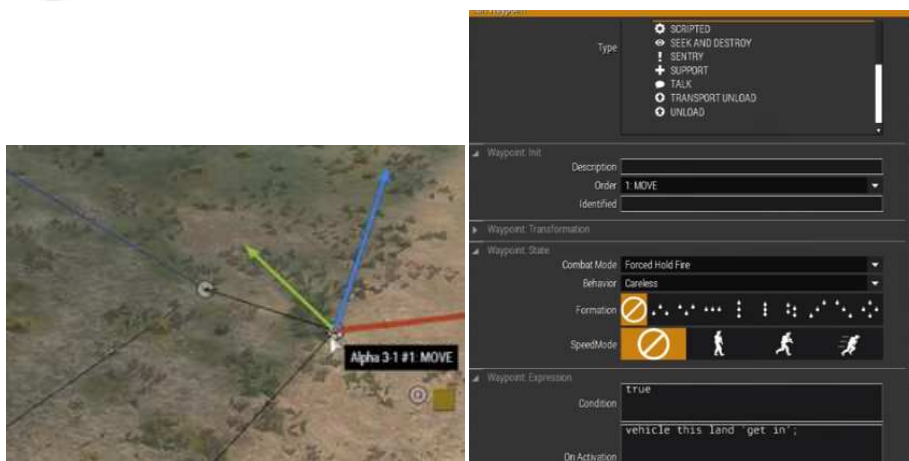 Alpha 3-1 #1: MOVE
Type
SCRIPTED
SEEK AND DESTROY
SENTRY
SUPPORT
TALK
TRANSPORT UNLOAD
UNLOAD
Waypoint: Init
Description
Order 1: MOVE
Identified
Waypoint: Transformation
Waypoint: State
Combat Mode Forced Hold Fire
Behavior Careless
Formation
SpeedMode
Waypoint: Expression
Condition true
On Activation vehicle this land 'get in';